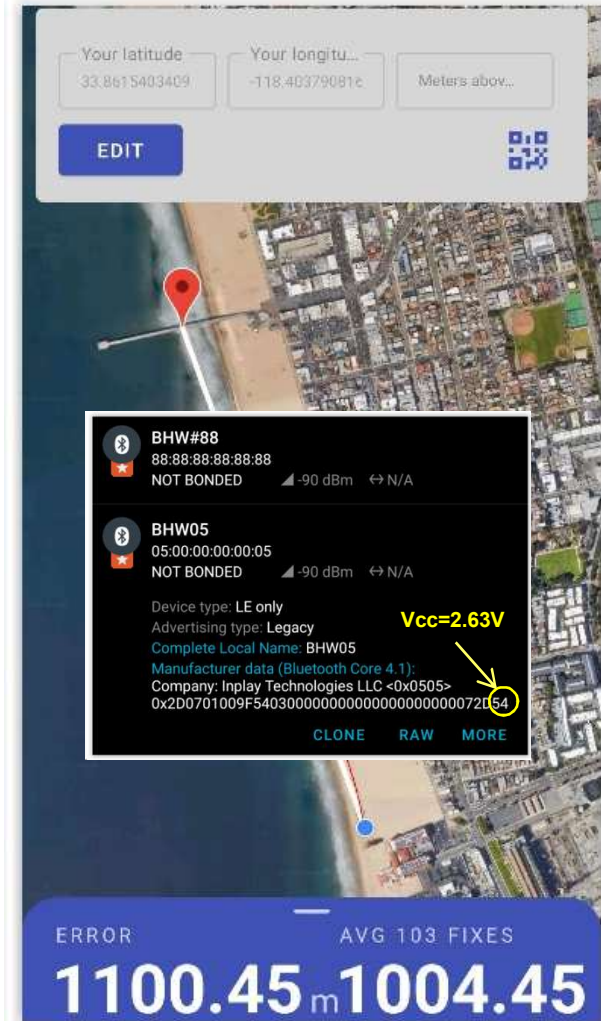 Your latitude
Your longitu...
33.8615403409
-118.40379081
Meters abov...
EDIT
BHW#88
88:88:88:88:88:88
NOT BONDED -90 dBm N/A
BHW05
05:00:00:00:00:05
NOT BONDED -90 dBm N/A
Device type: LE only
Advertising type: Legacy
Vcc=2.63V
Complete Local Name: BHW05
Manufacturer data (Bluetooth Core 4.1):
Company: Inplay Technologies LLC <0x0505>
0x2D0701009F5403000000000000000000000072D54
CLONE RAW MORE
ERROR
AVG 103 FIXES
1100.45 m 1004.45